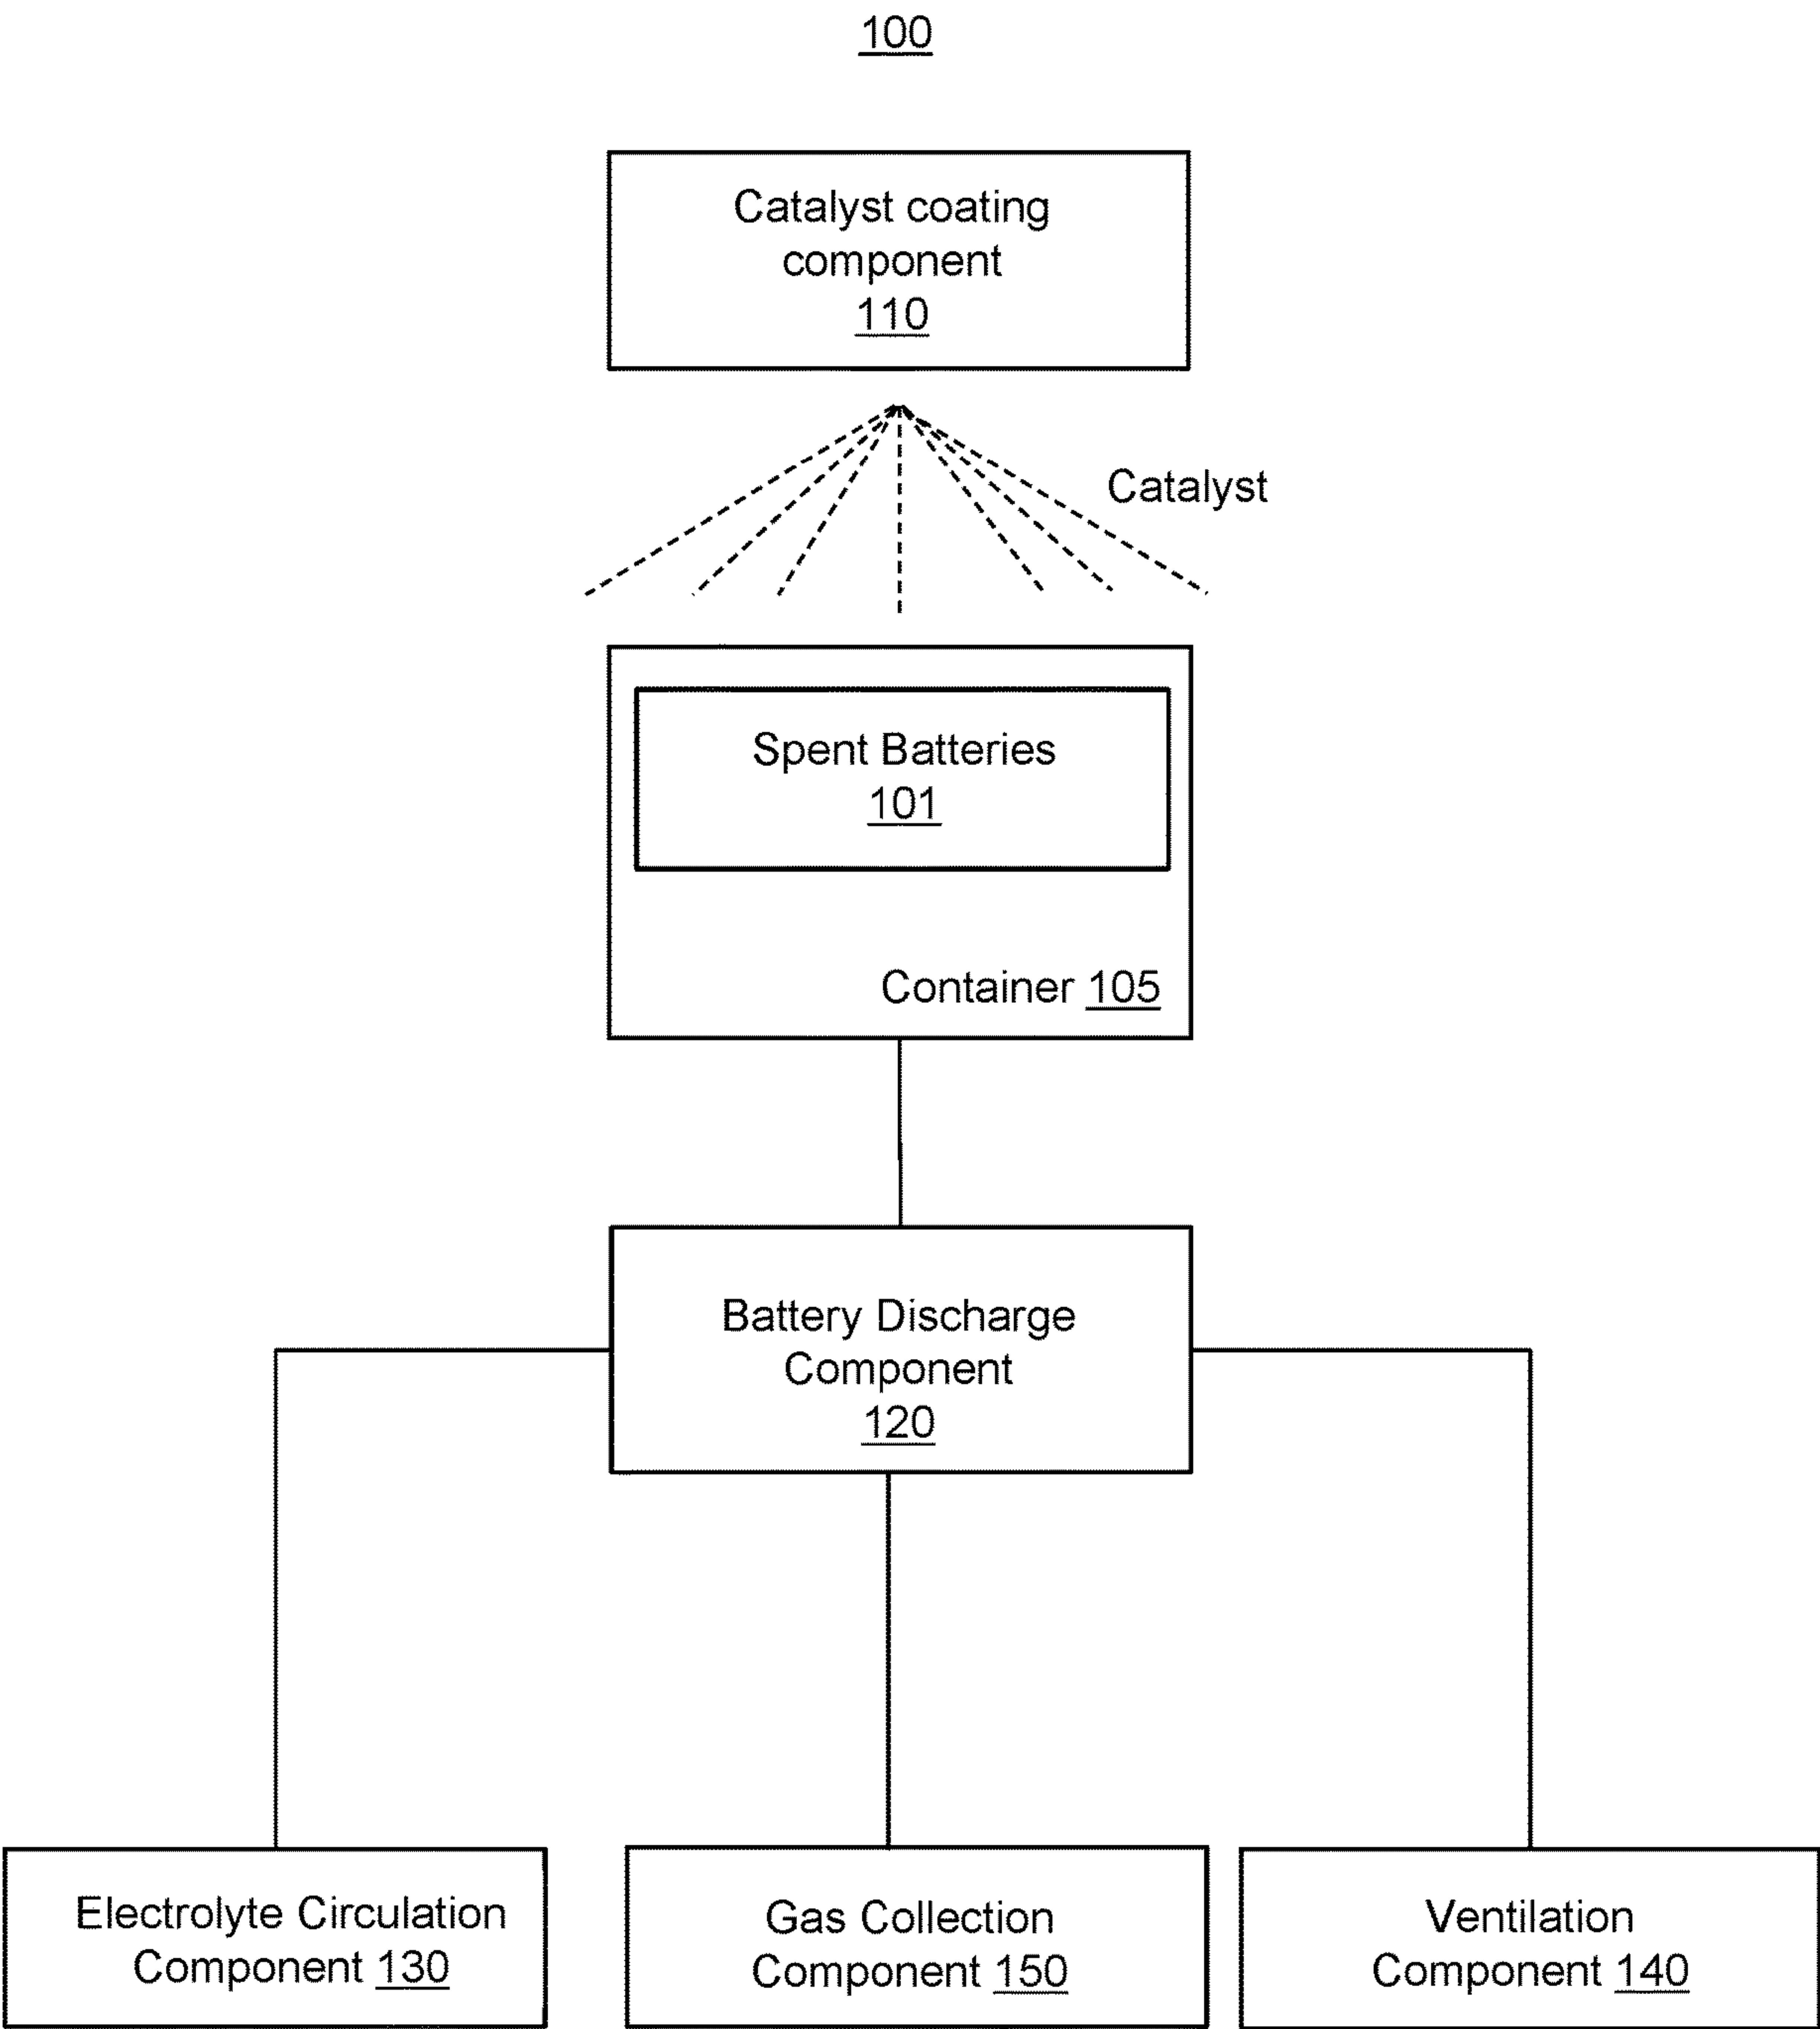 100
Catalyst coating
component
110
Catalyst
Spent Batteries
101
Container 105
Battery Discharge
Component
120
Electrolyte Circulation
Component 130
Gas Collection
Component 150
Ventilation
Component 140